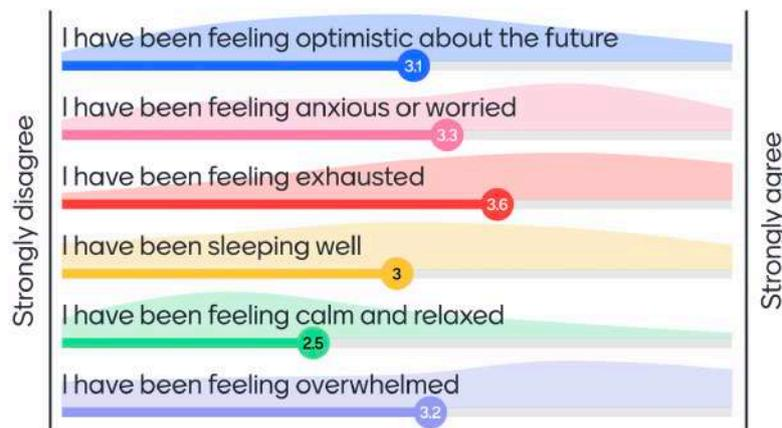 Strongly disagree
I have been feeling optimistic about the future
3.1
I have been feeling anxious or worried
3.3
I have been feeling exhausted
3.6
I have been sleeping well
3
I have been feeling calm and relaxed
2.5
I have been feeling overwhelmed
3.2
Strongly agree